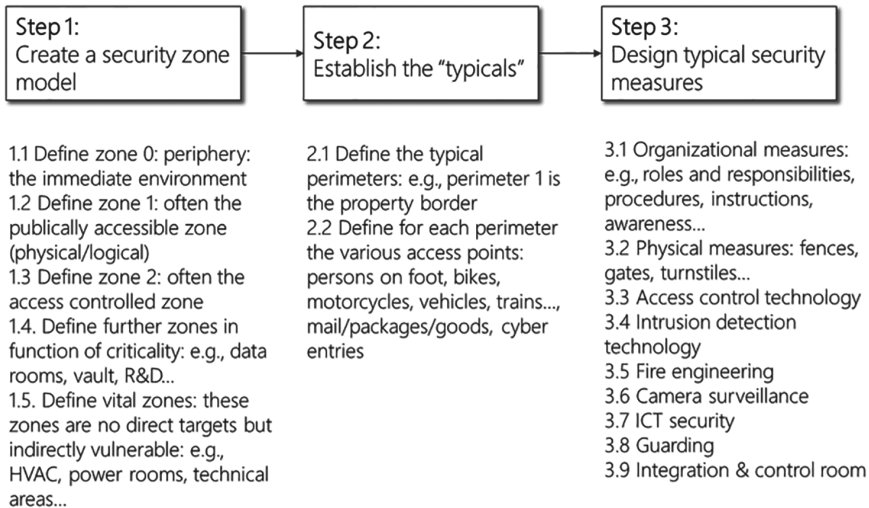 Step 1:
Create a security zone
model
Step 2:
Establish the “typicals”
Step 3:
Design typical security
measures
1.1 Define zone 0: periphery:
the immediate environment
1.2 Define zone 1: often the
publically accessible zone
(physical/logical)
1.3 Define zone 2: often the
access controlled zone
1.4. Define further zones in
function of criticality: e.g., data
rooms, vault, R&D...
1.5. Define vital zones: these
zones are no direct targets but
indirectly vulnerable: e.g.,
HVAC, power rooms, technical
areas...
2.1 Define the typical
perimeters: e.g., perimeter 1 is
the property border
2.2 Define for each perimeter
the various access points:
persons on foot, bikes,
motorcycles, vehicles, trains...,
mail/packages/goods, cyber
entries
3.1 Organizational measures:
e.g., roles and responsibilities,
procedures, instructions,
awareness...
3.2 Physical measures: fences,
gates, turnstiles...
3.3 Access control technology
3.4 Intrusion detection
technology
3.5 Fire engineering
3.6 Camera surveillance
3.7 ICT security
3.8 Guarding
3.9 Integration & control room